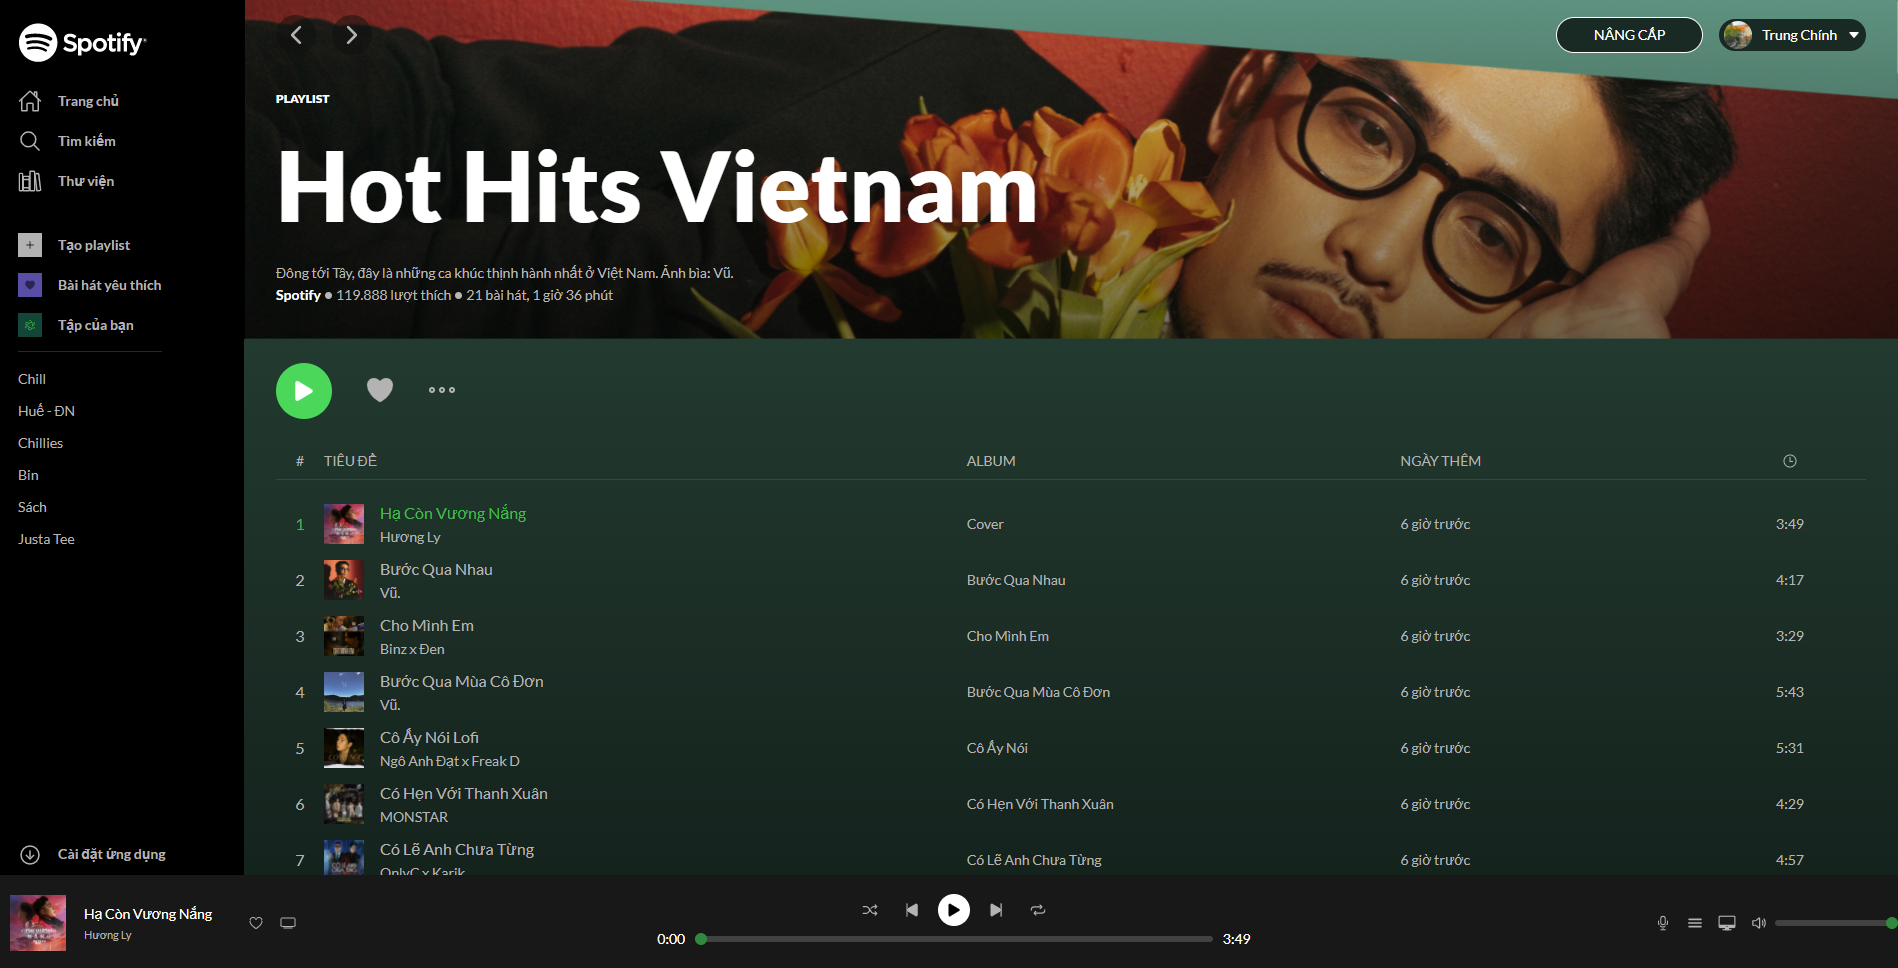 Spotify
Trang chủ
Tìm kiếm
Thư viện
Tạo playlist
Bài hát yêu thích
Tập của bạn
Chill
Huế - ĐN
Chillies
Bin
Sách
Justa Tee
Cài đặt ứng dụng
NÂNG CẤP
Trung Chính
PLAYLIST
Hot Hits Vietnam
Đông tới Tây, đây là những ca khúc thịnh hành nhất ở Việt Nam. Ảnh bìa: Vũ.
Spotify ● 119.888 lượt thích ● 21 bài hát, 1 giờ 36 phút
# TIÊU ĐỀ ALBUM NGÀY THÊM
1 Hạ Còn Vương Nắng Cover 6 giờ trước 3:49
Hương Ly
2 Bước Qua Nhau Bước Qua Nhau 6 giờ trước 4:17
Vũ.
3 Cho Mình Em Cho Mình Em 6 giờ trước 3:29
Binz x Đen
4 Bước Qua Mùa Cô Đơn Bước Qua Mùa Cô Đơn 6 giờ trước 5:43
Vũ.
5 Cô Ấy Nói Lofi Cô Ấy Nói 6 giờ trước 5:31
Ngô Anh Đạt x Freak D
6 Có Hẹn Với Thanh Xuân Có Hẹn Với Thanh Xuân 6 giờ trước 4:29
MONSTAR
7 Có Lẽ Anh Chưa Từng Có Lẽ Anh Chưa Từng 6 giờ trước 4:57
OnlyC x Karik
Hạ Còn Vương Nắng
Hương Ly
0:00 3:49